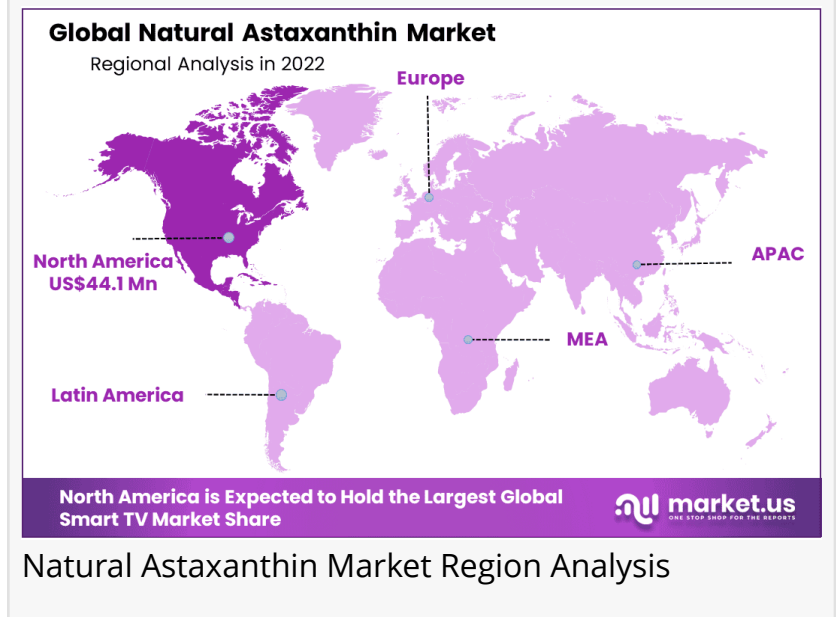 Global Natural Astaxanthin Market
Regional Analysis in 2022
Europe
North America
US$44.1 Mn
APAC
MEA
Latin America
North America is Expected to Hold the Largest Global
Smart TV Market Share
market.us
ONE STOP SHOP FOR THE REPORTS
Natural Astaxanthin Market Region Analysis